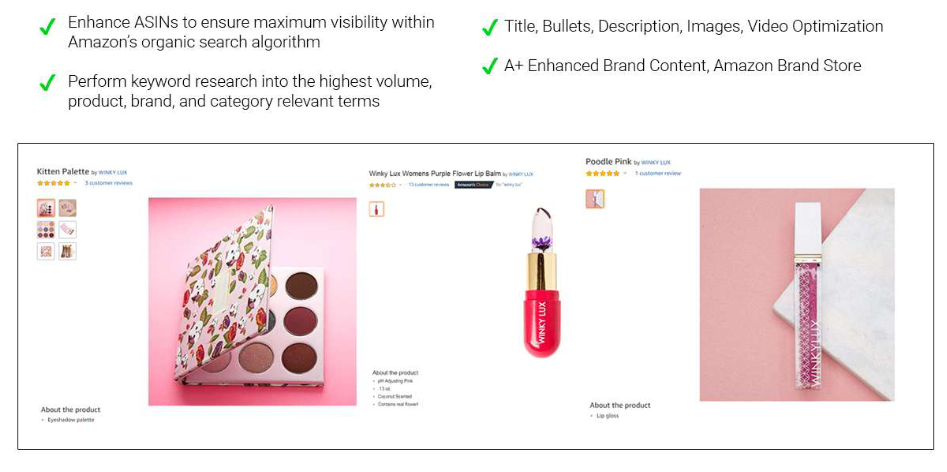 Enhance ASINs to ensure maximum visibility within
Amazon's organic search algorithm
Perform keyword research into the highest volume,
product, brand, and category relevant terms
Title, Bullets, Description, Images, Video Optimization
A+ Enhanced Brand Content, Amazon Brand Store
Kitten Palette by WINKY LUX
3 customer reviews
About the product
Eyeshadow palette
Winky Lux Womens Purple Flower Lip Balm by WINKY LUX
13 customer reviews Amazon's Choice for "winky lux"
WINKY LUX
About the product
pH Adjusting Pink
.13 oz.
Coconut Scented
Contains real flower!
Poodle Pink by WINKY LUX
1 customer review
WINKY LUX
About the product
Lip gloss